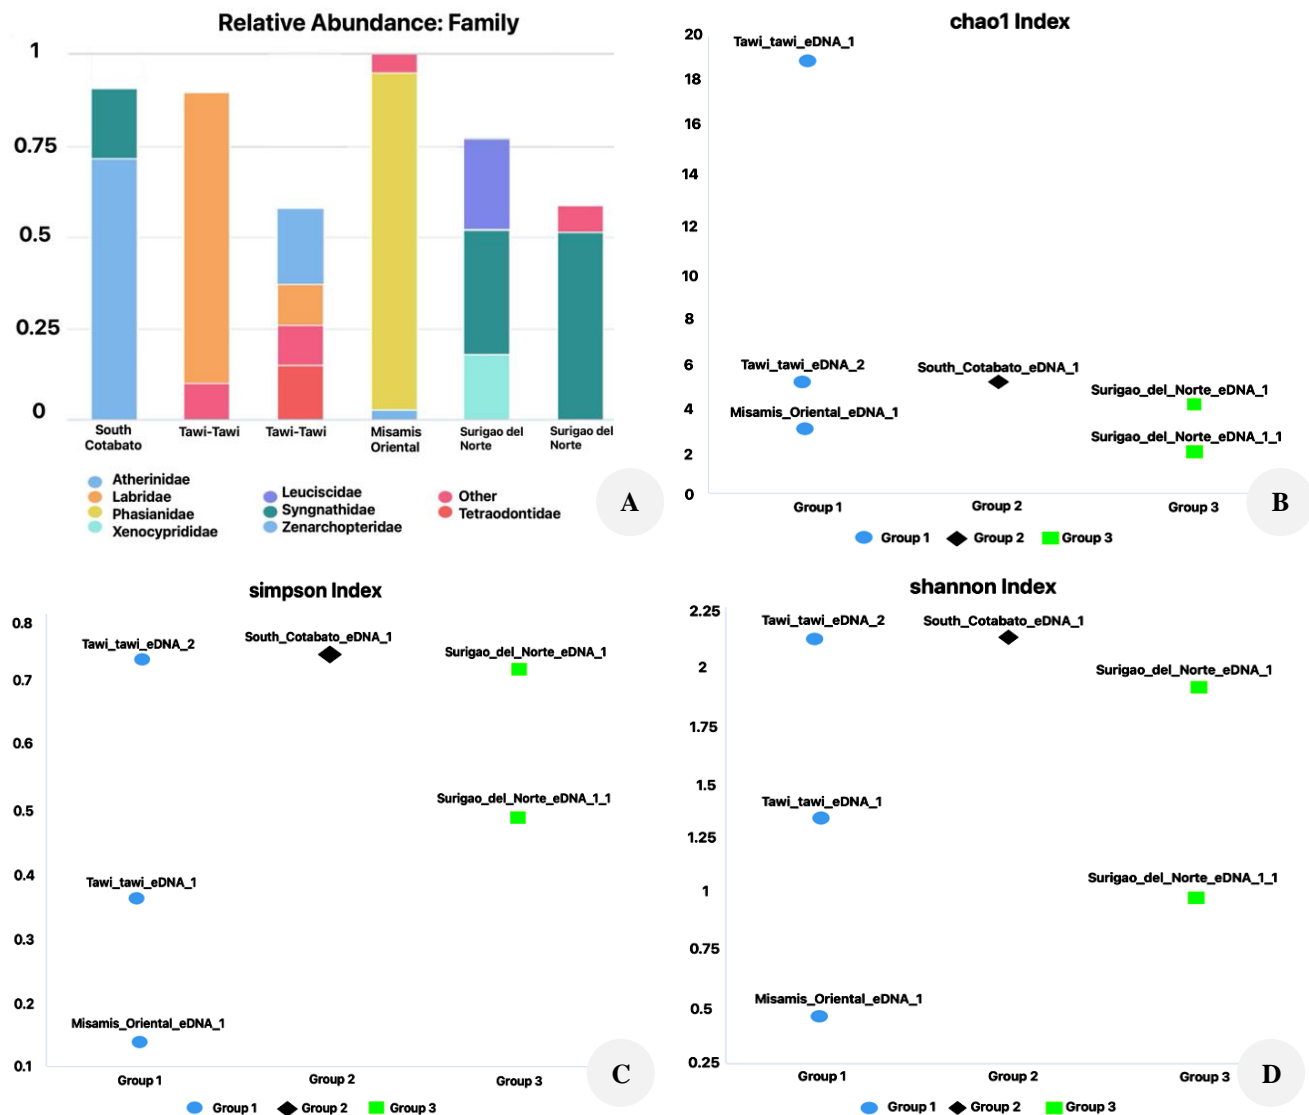 Relative Abundance: Family
1
0.75
0.5
0.25
0
South
Cotabato
Tawi-Tawi
Tawi-Tawi
Misamis
Oriental
Surigao del
Norte
Surigao del
Norte
Atherinidae
Labridae
Phasianidae
Xenocyprididae
Leuciscidae
Syngnathidae
Zenarchopteridae
Other
Tetraodontidae
A
chao1 Index
20
18
16
14
12
10
8
6
4
2
0
Tawi_tawi_eDNA_1
Tawi_tawi_eDNA_2
South_Cotabato_eDNA_1
Surigao_del_Norte_eDNA_1
Misamis_Oriental_eDNA_1
Surigao_del_Norte_eDNA_1_1
Group 1
Group 2
Group 3
Group 1
Group 2
Group 3
B
simpson Index
0.8
0.7
0.6
0.5
0.4
0.3
0.2
0.1
Tawi_tawi_eDNA_2
South_Cotabato_eDNA_1
Surigao_del_Norte_eDNA_1
Surigao_del_Norte_eDNA_1_1
Tawi_tawi_eDNA_1
Misamis_Oriental_eDNA_1
Group 1
Group 2
Group 3
Group 1
Group 2
Group 3
C
shannon Index
2.25
2
1.75
1.5
1.25
1
0.75
0.5
0.25
Tawi_tawi_eDNA_2
South_Cotabato_eDNA_1
Surigao_del_Norte_eDNA_1
Tawi_tawi_eDNA_1
Surigao_del_Norte_eDNA_1_1
Misamis_Oriental_eDNA_1
Group 1
Group 2
Group 3
Group 1
Group 2
Group 3
D